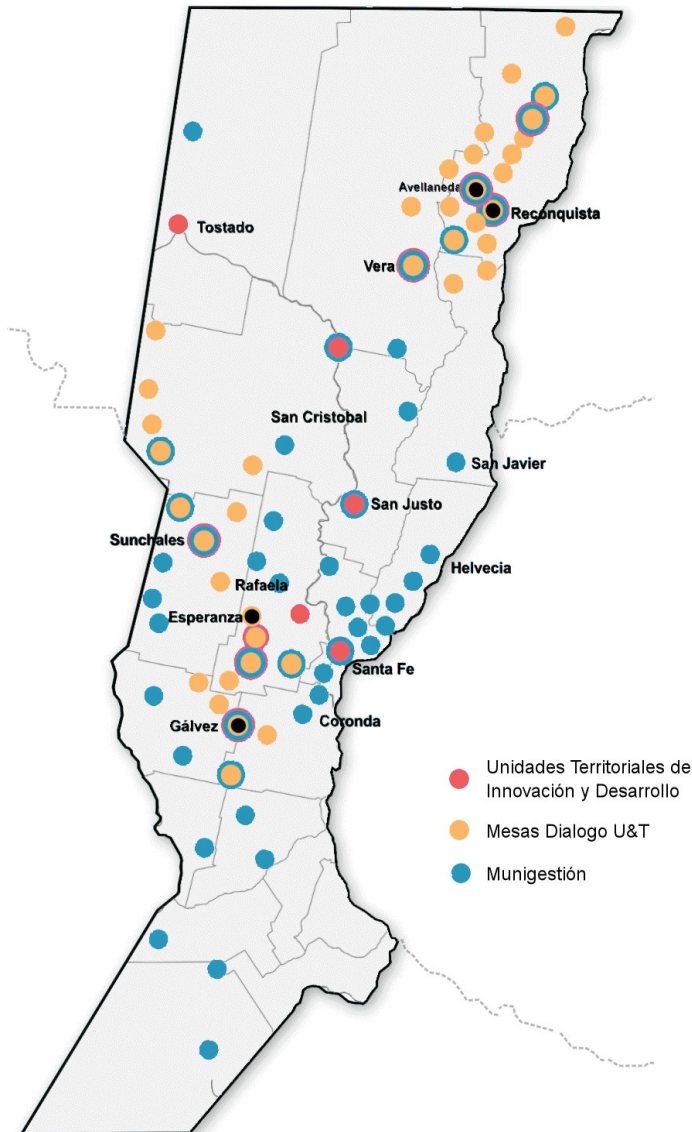 Avellaneda
Reconquista
Tostado
Vera
San Cristobal
San Javier
San Justo
Sunchales
Helvecia
Rafaela
Esperanza
Santa Fe
Coronda
Gálvez
Unidades Territoriales de
Innovación y Desarrollo
Mesas Dialogo U&T
Munigestión